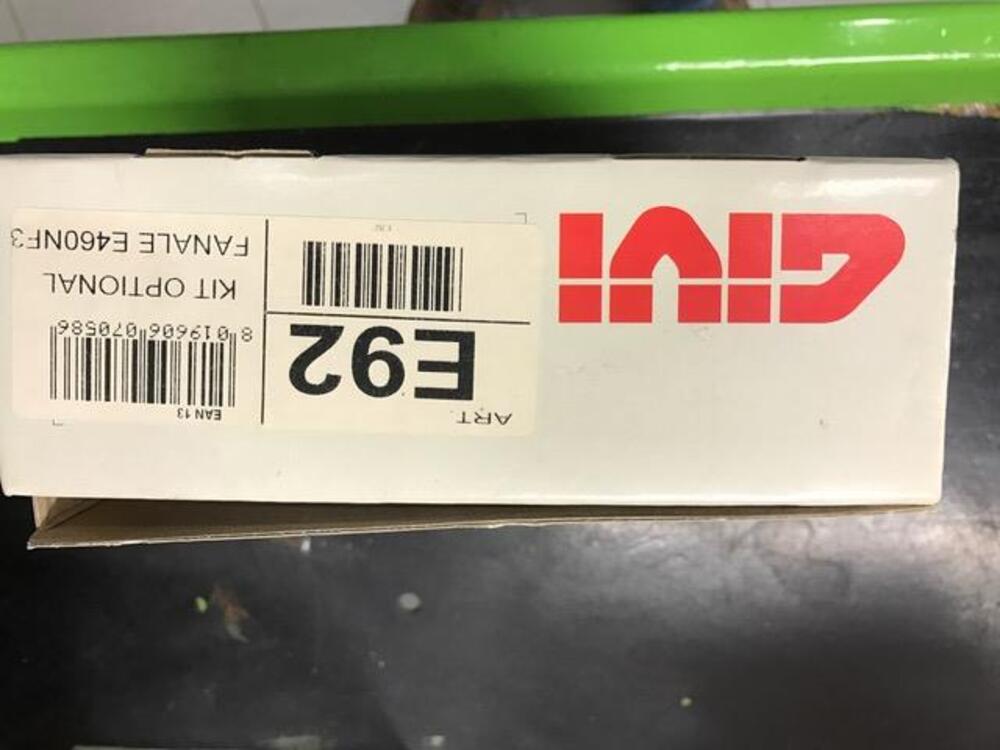 GIVI
ART.
E92
EAN 13
8 019606 070586
KIT OPTIONAL
FANALE E460NF3